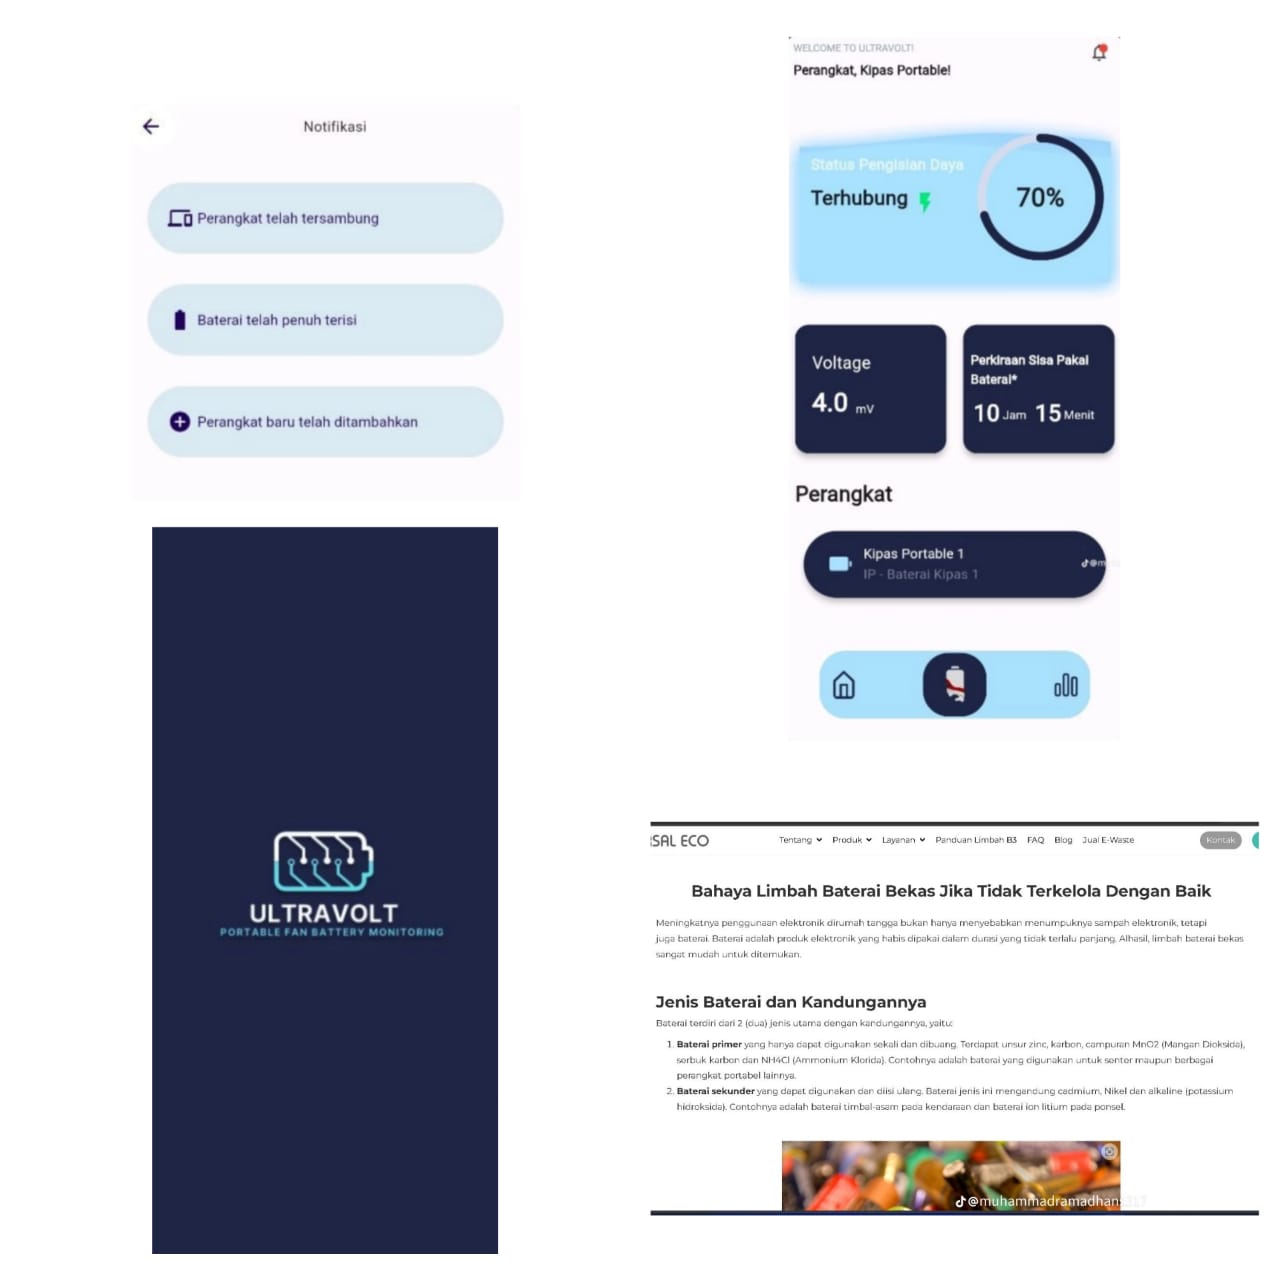 Notifikasi
Perangkat telah tersambung
Baterai telah penuh terisi
Perangkat baru telah ditambahkan
ULTRAVOLT
PORTABLE FAN BATTERY MONITORING
WELCOME TO ULTRAVOLT!
Perangkat, Kipas Portable!
Status Pengisian Daya
Terhubung
70%
Voltage
4.0 mV
Perkiraan Sisa Pakai
Baterai*
10 Jam 15 Menit
Perangkat
Kipas Portable 1
IP - Baterai Kipas 1
SAL ECO
Tentang Produk Layanan Panduan Limbah B3 FAQ Blog Jual E-Waste Kontak
Bahaya Limbah Baterai Bekas Jika Tidak Terkelola Dengan Baik
Meningkatnya penggunaan elektronik dirumah tangga bukan hanya menyebabkan menumpuknya sampah elektronik, tetapi
juga baterai. Baterai adalah produk elektronik yang habis dipakai dalam durasi yang tidak terlalu panjang. Alhasil, limbah baterai bekas
sangat mudah untuk ditemukan.
Jenis Baterai dan Kandungannya
Baterai terdiri dari 2 (dua) jenis utama dengan kandungannya, yaitu:
1. Baterai primer yang hanya dapat digunakan sekali dan dibuang. Terdapat unsur zinc, karbon, campuran MnO2 (Mangan Dioksida),
serbuk karbon dan NH4Cl (Ammonium Klorida). Contohnya adalah baterai yang digunakan untuk senter maupun berbagai
perangkat portabel lainnya.
2. Baterai sekunder yang dapat digunakan dan diisi ulang. Baterai jenis ini mengandung cadmium, Nikel dan alkaline (potassium
hidroksida). Contohnya adalah baterai timbal-asam pada kendaraan dan baterai ion litium pada ponsel.
@muhammadramadhan